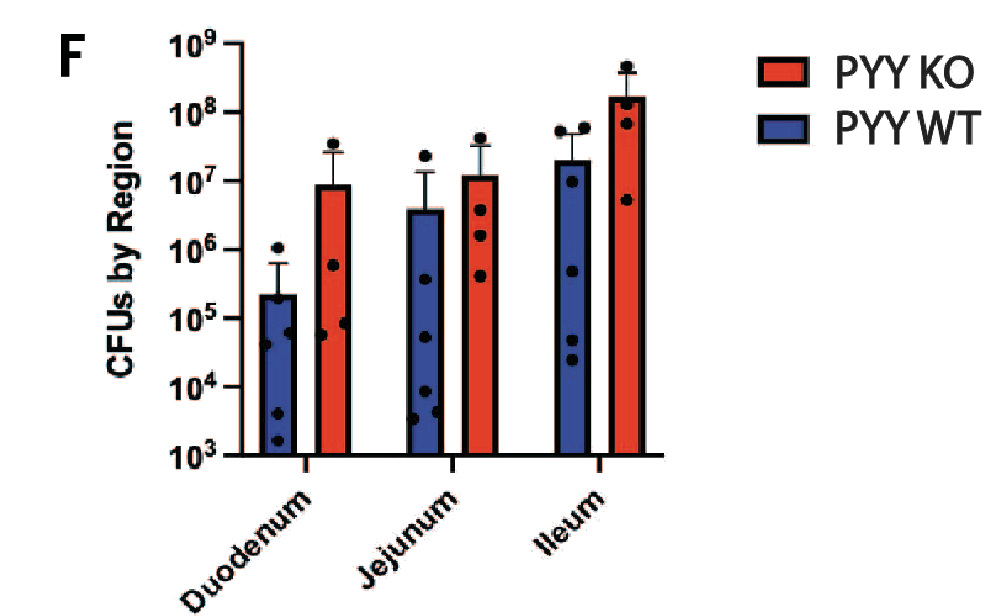 F
CFUs by Region
10⁹
10⁸
10⁷
10⁶
10⁵
10⁴
10³
Duodenum
Jejunum
Ileum
PYY KO
PYY WT